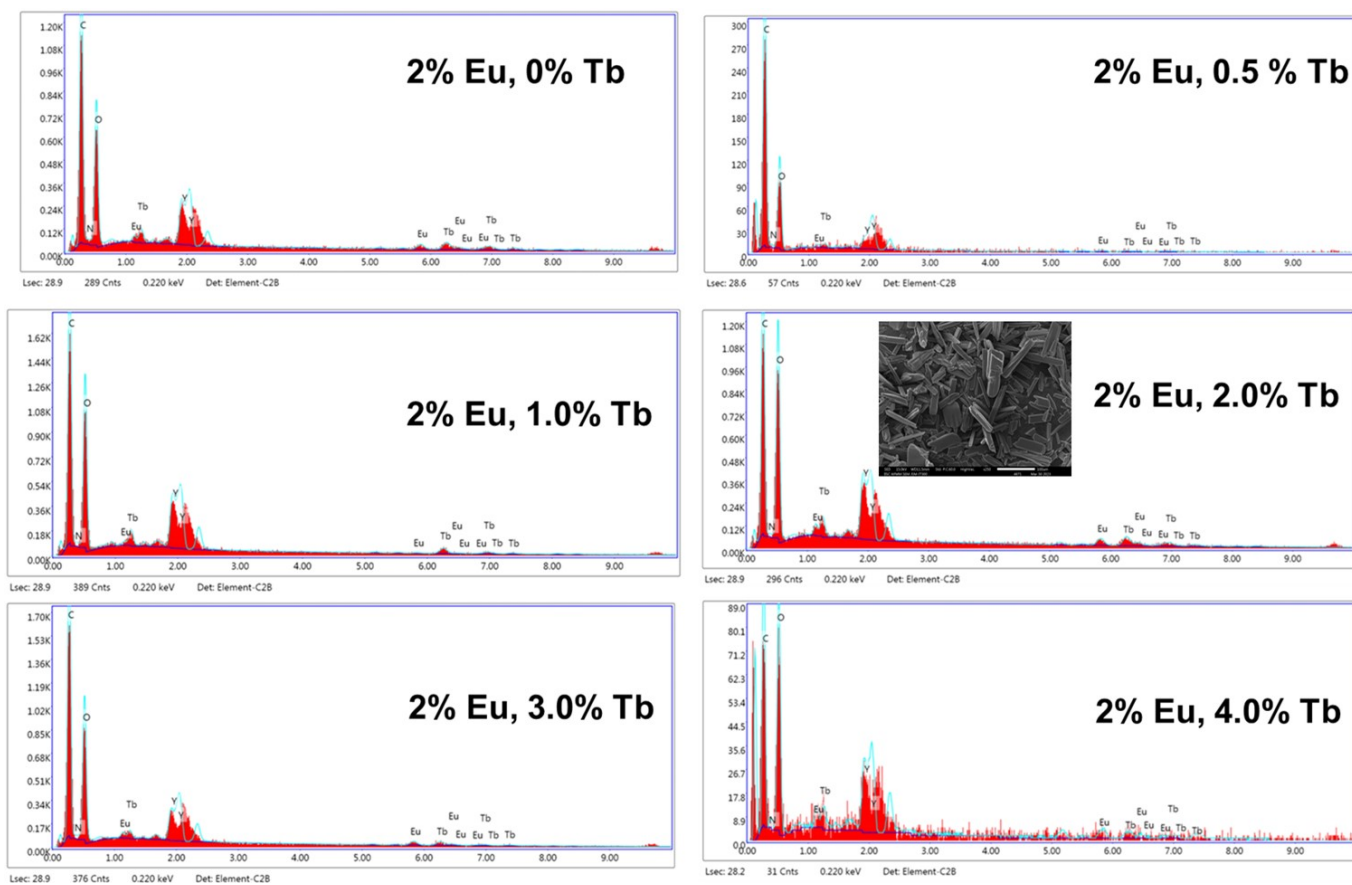 2% Eu, 0% Tb
1.20K
1.08K
0.96K
0.84K
0.72K
0.60K
0.48K
0.36K
0.24K
0.12K
0.00K
C
O
N
Eu
Tb
Y
Y
Eu
Tb
Eu
Eu
Eu
Tb
Tb
Tb
0.00 1.00 2.00 3.00 4.00 5.00 6.00 7.00 8.00 9.00
Lsec: 28.9 289 Cnts 0.220 keV Det: Element-C2B
2% Eu, 0.5 % Tb
300
270
240
210
180
150
120
90
60
30
0
C
O
N
Eu
Tb
Y
Y
Eu
Tb
Eu
Eu
Eu
Tb
Tb
Tb
0.00 1.00 2.00 3.00 4.00 5.00 6.00 7.00 8.00 9.00
Lsec: 28.6 57 Cnts 0.220 keV Det: Element-C2B
2% Eu, 1.0% Tb
1.62K
1.44K
1.26K
1.08K
0.90K
0.72K
0.54K
0.36K
0.18K
0.00K
C
O
N
Eu
Tb
Y
Y
Eu
Tb
Eu
Eu
Eu
Tb
Tb
Tb
0.00 1.00 2.00 3.00 4.00 5.00 6.00 7.00 8.00 9.00
Lsec: 28.9 389 Cnts 0.220 keV Det: Element-C2B
2% Eu, 2.0% Tb
1.20K
1.08K
0.96K
0.84K
0.72K
0.60K
0.48K
0.36K
0.24K
0.12K
0.00K
C
O
N
Eu
Tb
Y
Y
Eu
Tb
Eu
Eu
Eu
Tb
Tb
Tb
0.00 1.00 2.00 3.00 4.00 5.00 6.00 7.00 8.00 9.00
Lsec: 28.9 296 Cnts 0.220 keV Det: Element-C2B
2% Eu, 3.0% Tb
1.70K
1.53K
1.36K
1.19K
1.02K
0.85K
0.68K
0.51K
0.34K
0.17K
0.00K
C
O
N
Eu
Tb
Y
Y
Eu
Tb
Eu
Eu
Eu
Tb
Tb
Tb
0.00 1.00 2.00 3.00 4.00 5.00 6.00 7.00 8.00 9.00
Lsec: 28.9 376 Cnts 0.220 keV Det: Element-C2B
2% Eu, 4.0% Tb
89.0
80.1
71.2
62.3
53.4
44.5
35.6
26.7
17.8
8.9
0.0
C
O
N
Eu
Tb
Y
Y
Eu
Tb
Eu
Eu
Eu
Tb
Tb
Tb
0.00 1.00 2.00 3.00 4.00 5.00 6.00 7.00 8.00 9.00
Lsec: 28.2 31 Cnts 0.220 keV Det: Element-C2B